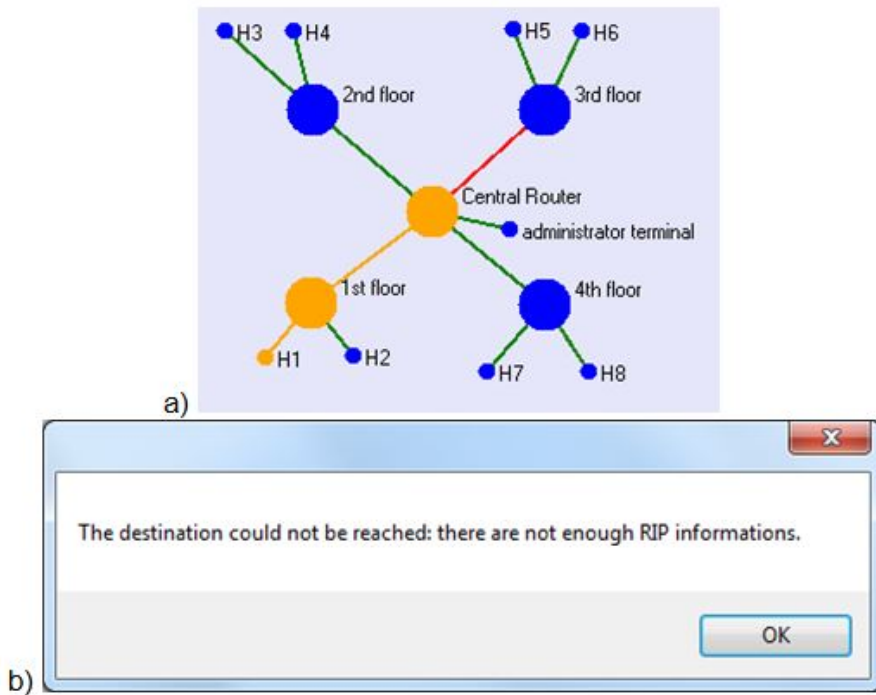 H3
H4
H5
H6
2nd floor
3rd floor
Central Router
administrator terminal
1st floor
4th floor
H1
H2
H7
H8
a)
The destination could not be reached: there are not enough RIP informations.
OK
b)